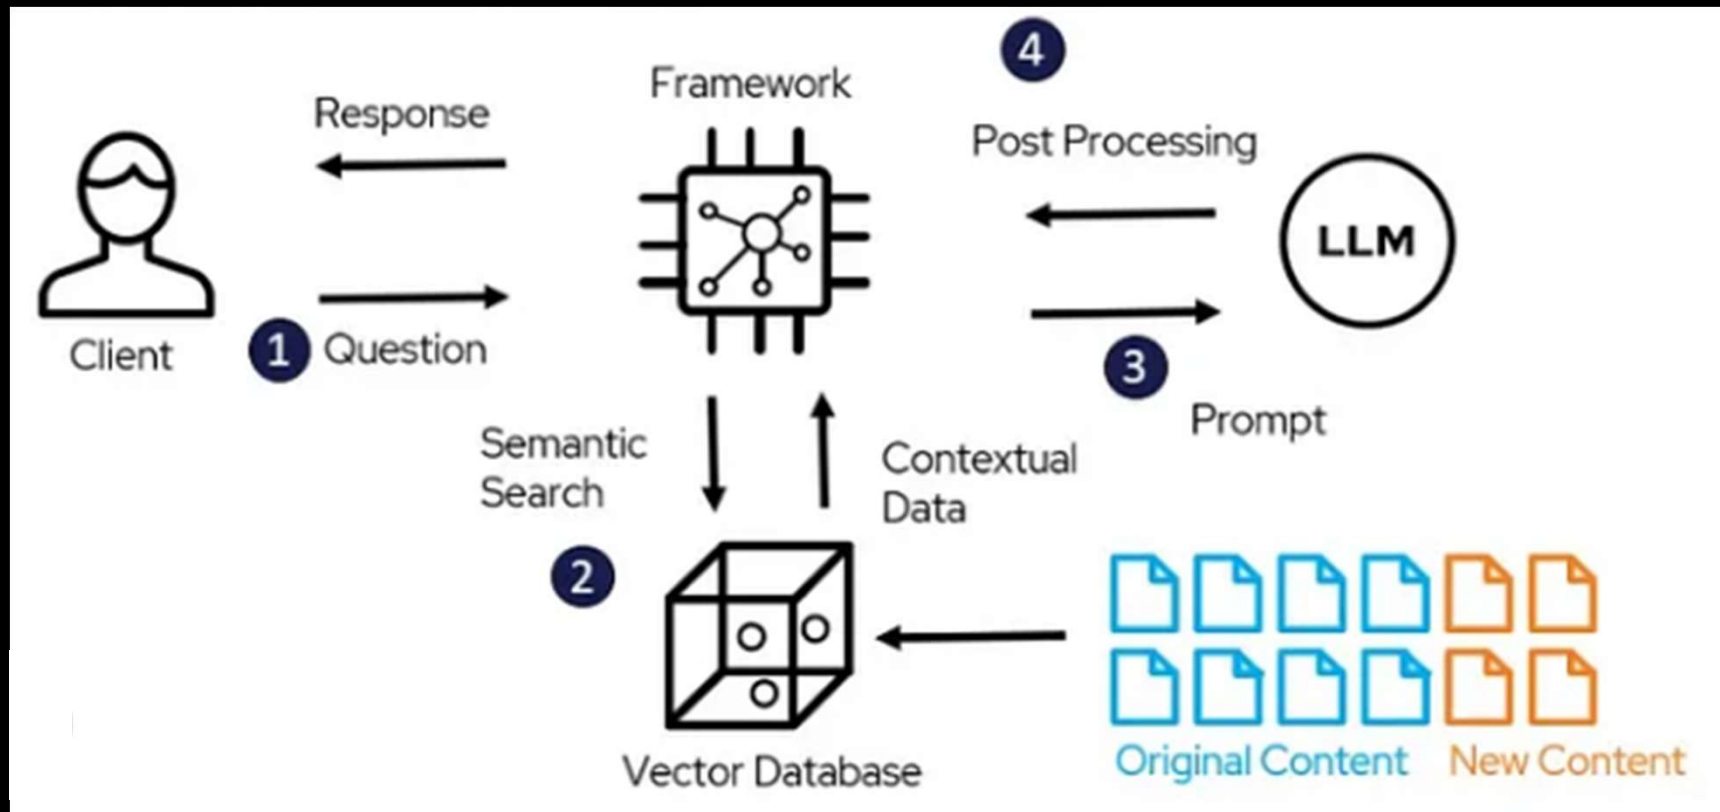 4
Framework
Response
Post Processing
LLM
Client
1 Question
3
Prompt
Semantic
Search
Contextual
Data
2
Vector Database
Original Content
New Content